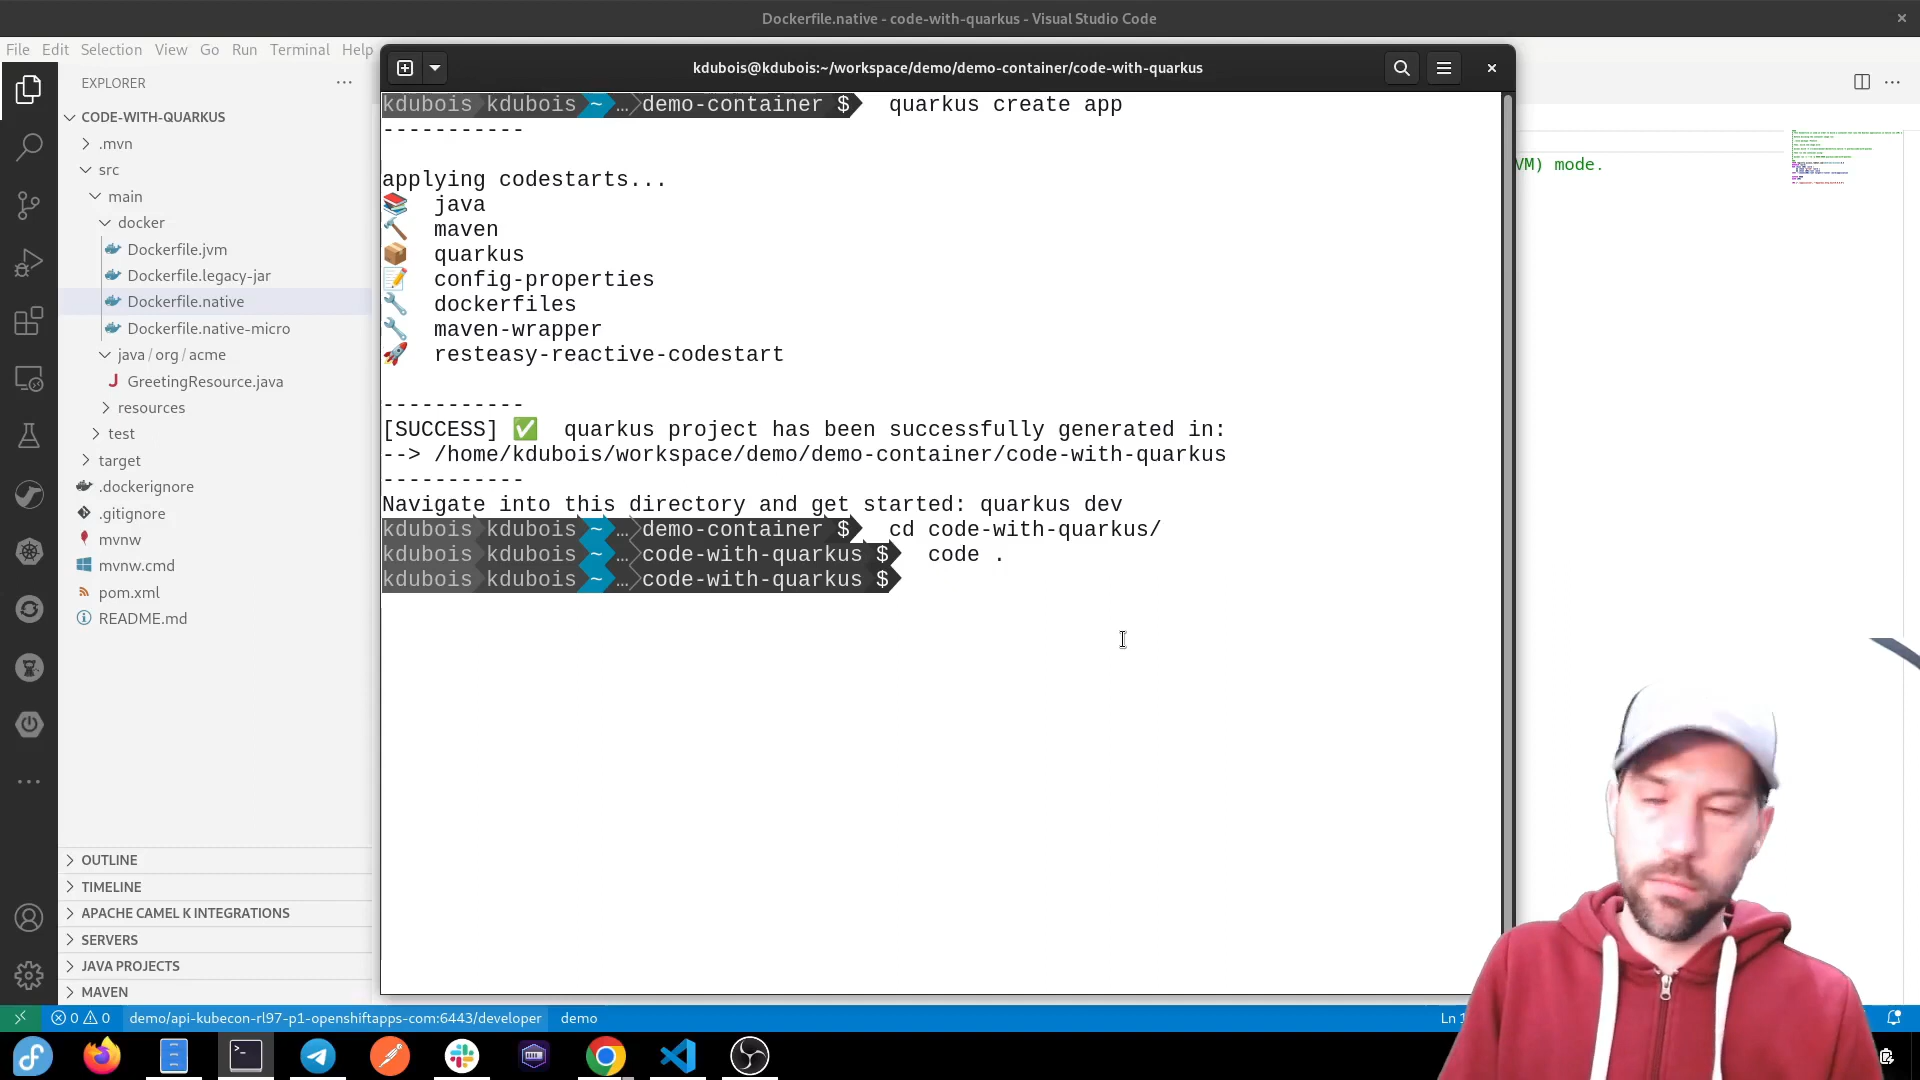 Dockerfile.native - code-with-quarkus - Visual Studio Code
File Edit Selection View Go Run Terminal Help
kdubois@kdubois:~/workspace/demo/demo-container/code-with-quarkus
EXPLORER
CODE-WITH-QUARKUS
.mvn
src
main
docker
Dockerfile.jvm
Dockerfile.legacy-jar
Dockerfile.native
Dockerfile.native-micro
java / org / acme
GreetingResource.java
resources
test
target
.dockerignore
.gitignore
mvnw
mvnw.cmd
pom.xml
README.md
OUTLINE
TIMELINE
APACHE CAMEL K INTEGRATIONS
SERVERS
JAVA PROJECTS
MAVEN
kdubois kdubois ~ … demo-container $ quarkus create app
-----------
applying codestarts...
📚 java
🔨 maven
📦 quarkus
📝 config-properties
🔧 dockerfiles
🔧 maven-wrapper
🚀 resteasy-reactive-codestart
-----------
[SUCCESS] ✅ quarkus project has been successfully generated in:
--> /home/kdubois/workspace/demo/demo-container/code-with-quarkus
-----------
Navigate into this directory and get started: quarkus dev
kdubois kdubois ~ … demo-container $ cd code-with-quarkus/
kdubois kdubois ~ … code-with-quarkus $ code .
kdubois kdubois ~ … code-with-quarkus $
VM) mode.
0 0 demo/api-kubecon-rl97-p1-openshiftapps-com:6443/developer demo
Ln 1